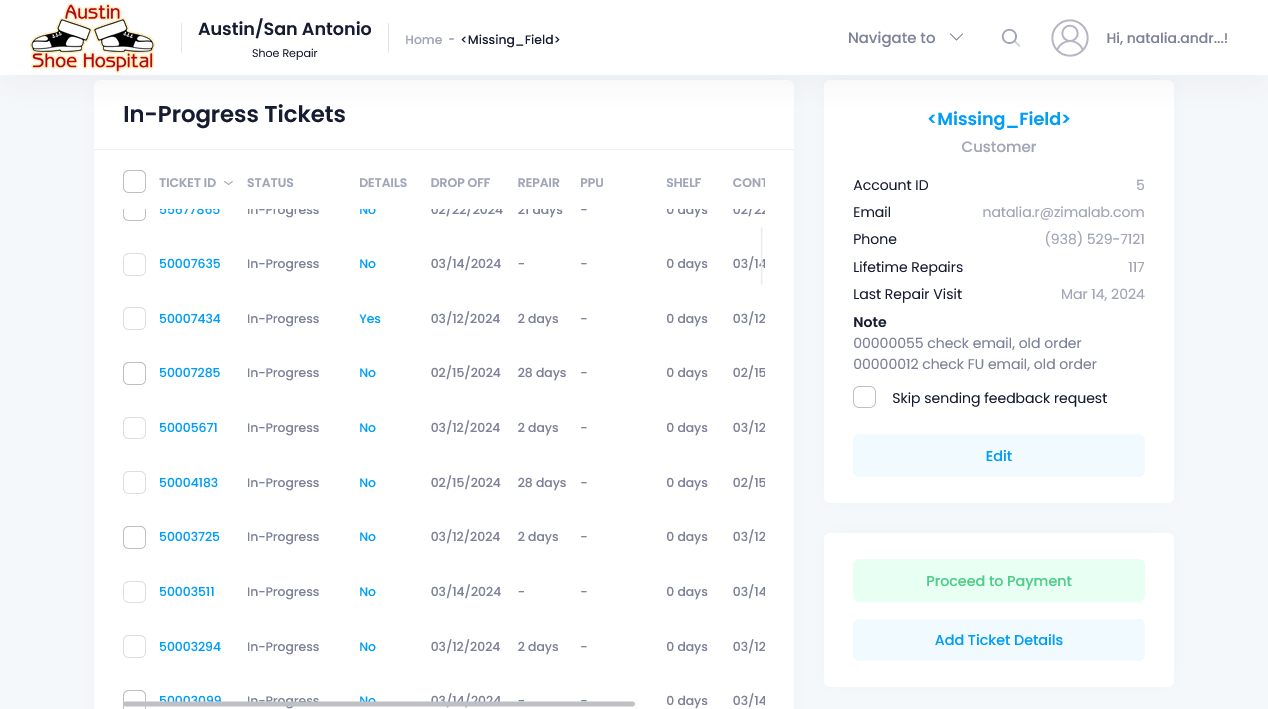 Austin
Shoe Hospital
Austin/San Antonio
Shoe Repair
Home - <Missing_Field>
Navigate to
Hi, natalia.andr...!
In-Progress Tickets
TICKET ID STATUS DETAILS DROP OFF REPAIR PPU SHELF CONT
55677865 In-Progress No 02/22/2024 21 days - 0 days 02/22
50007635 In-Progress No 03/14/2024 - - 0 days 03/14
50007434 In-Progress Yes 03/12/2024 2 days - 0 days 03/12
50007285 In-Progress No 02/15/2024 28 days - 0 days 02/15
50005671 In-Progress No 03/12/2024 2 days - 0 days 03/12
50004183 In-Progress No 02/15/2024 28 days - 0 days 02/15
50003725 In-Progress No 03/12/2024 2 days - 0 days 03/12
50003511 In-Progress No 03/14/2024 - - 0 days 03/14
50003294 In-Progress No 03/12/2024 2 days - 0 days 03/12
50003099 In-Progress No 03/14/2024 - - 0 days 03/14
<Missing_Field>
Customer
Account ID 5
Email natalia.r@zimalab.com
Phone (938) 529-7121
Lifetime Repairs 117
Last Repair Visit Mar 14, 2024
Note
00000055 check email, old order
00000012 check FU email, old order
Skip sending feedback request
Edit
Proceed to Payment
Add Ticket Details